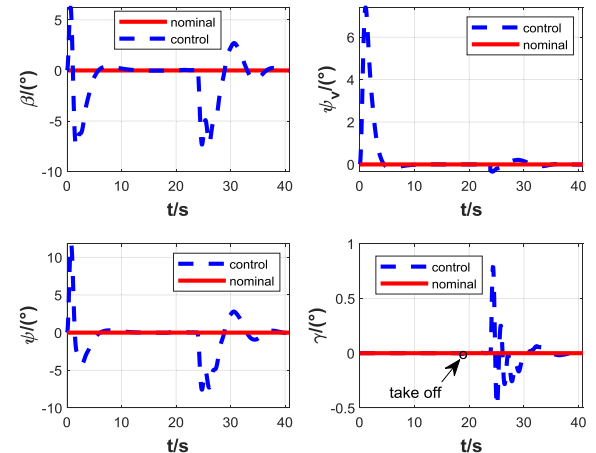 nominal
control
β/(°)
5
0
-5
-10
0
10
20
30
40
t/s
control
nominal
ψv/(°)
6
4
2
0
0
10
20
30
40
t/s
control
nominal
ψ/(°)
10
5
0
-5
-10
0
10
20
30
40
t/s
control
nominal
take off
γ/(°)
1
0.5
0
-0.5
0
10
20
30
40
t/s